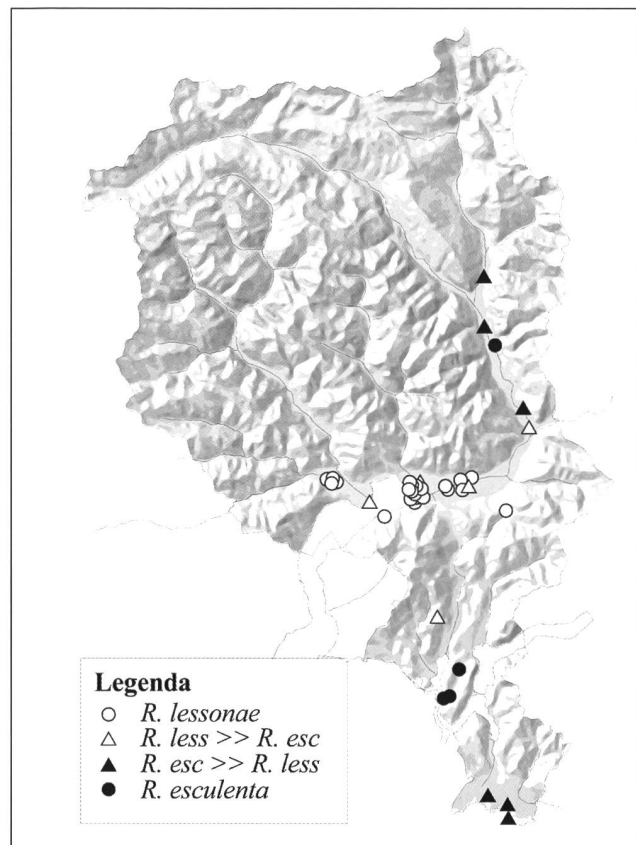 Legenda
R. lessonae
R. less >> R. esc
R. esc >> R. less
R. esculenta